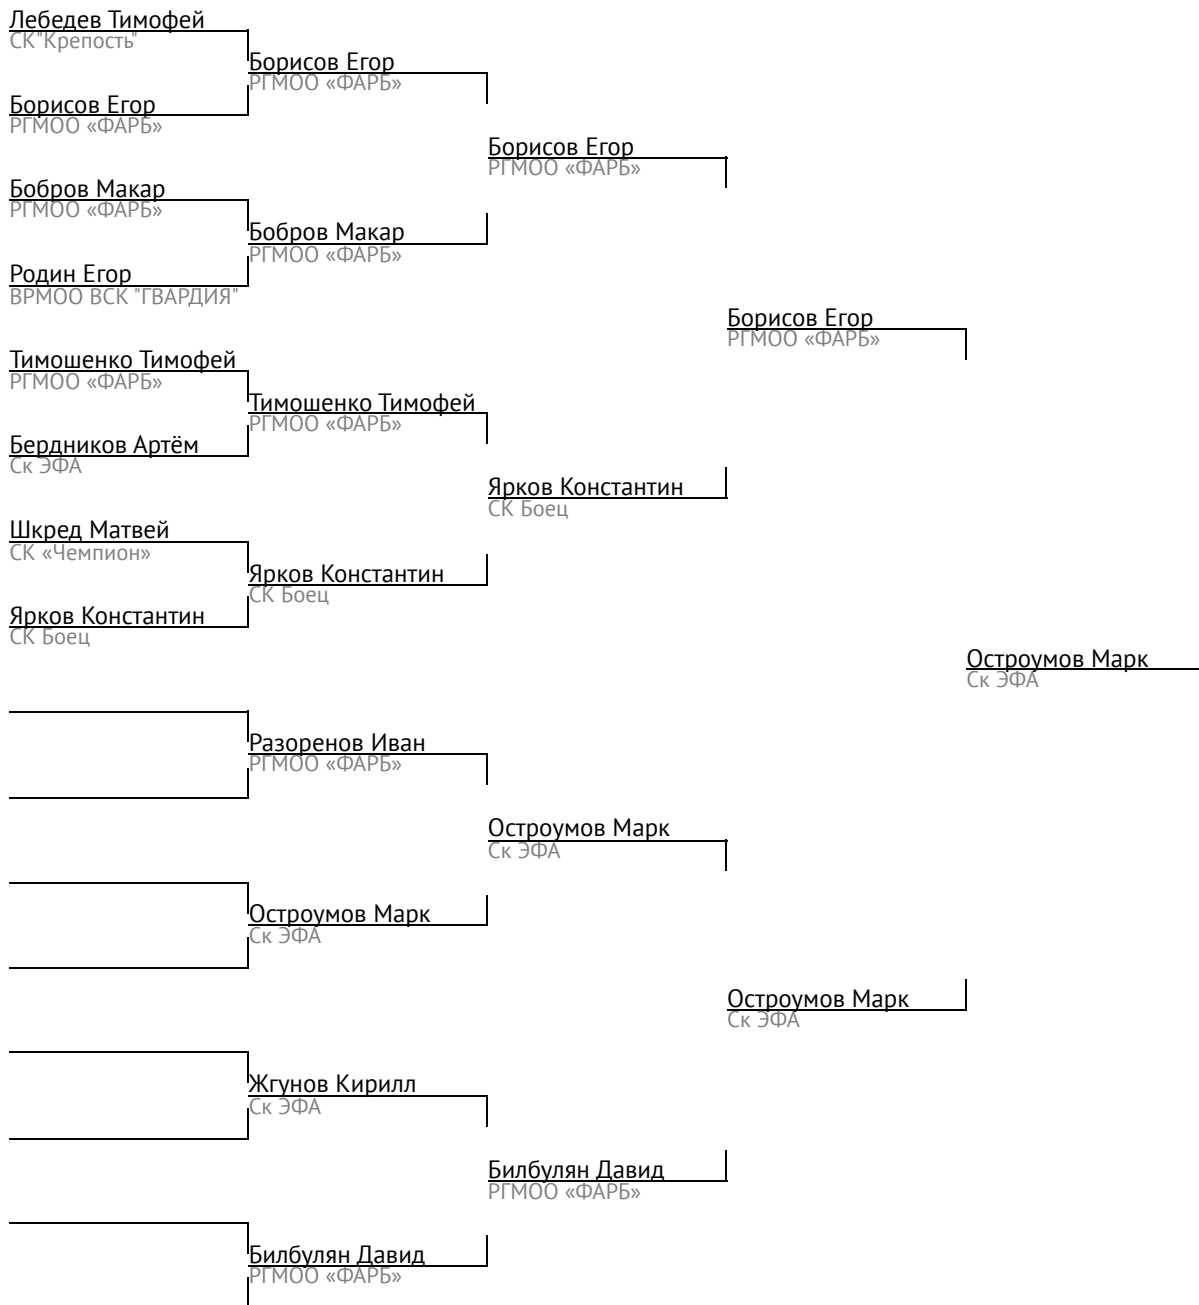 Лебедев Тимофей
СК"Крепость"
Борисов Егор
РГМОО «ФАРБ»
Борисов Егор
РГМОО «ФАРБ»
Борисов Егор
РГМОО «ФАРБ»
Бобров Макар
РГМОО «ФАРБ»
Бобров Макар
РГМОО «ФАРБ»
Родин Егор
ВРМОО ВСК "ГВАРДИЯ"
Борисов Егор
РГМОО «ФАРБ»
Тимошенко Тимофей
РГМОО «ФАРБ»
Тимошенко Тимофей
РГМОО «ФАРБ»
Бердников Артём
Ск ЭФА
Ярков Константин
СК Боец
Шкред Матвей
СК «Чемпион»
Ярков Константин
СК Боец
Ярков Константин
СК Боец
Остроумов Марк
Ск ЭФА
Разоренов Иван
РГМОО «ФАРБ»
Остроумов Марк
Ск ЭФА
Остроумов Марк
Ск ЭФА
Остроумов Марк
Ск ЭФА
Жгунов Кирилл
Ск ЭФА
Билбулян Давид
РГМОО «ФАРБ»
Билбулян Давид
РГМОО «ФАРБ»